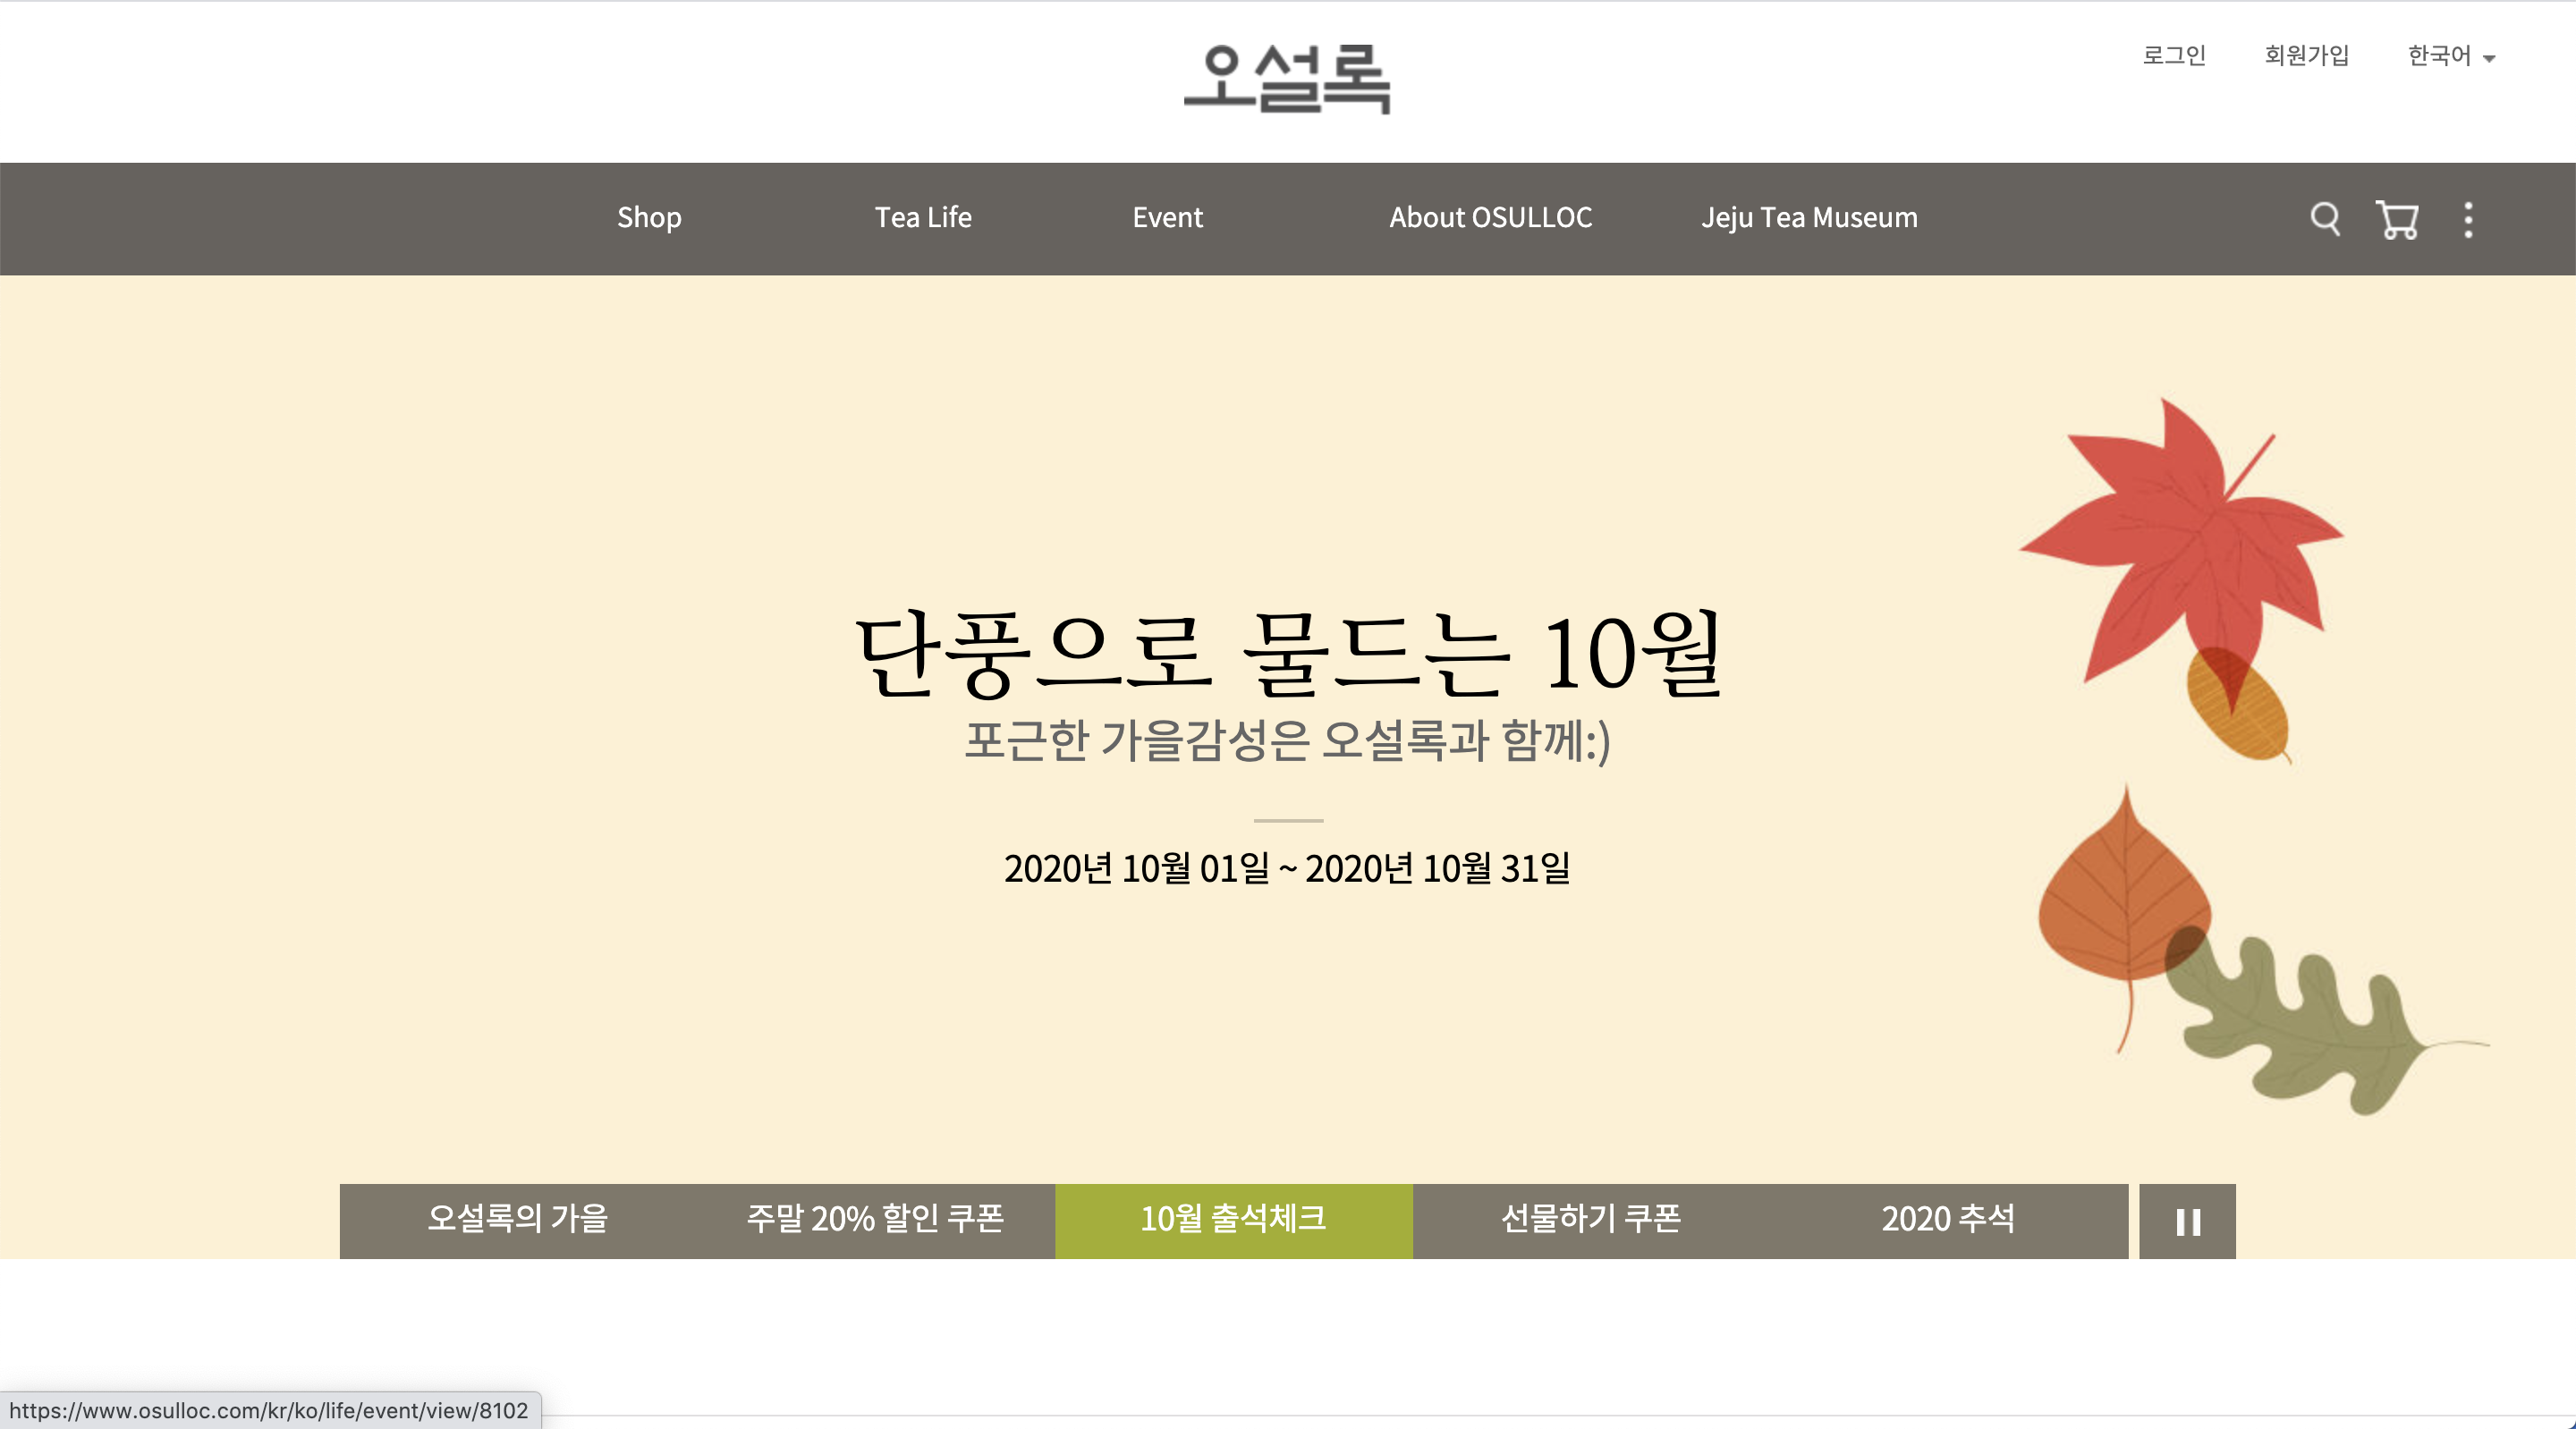 오설록
로그인 회원가입 한국어
Shop Tea Life Event About OSULLOC Jeju Tea Museum
단풍으로 물드는 10월
포근한 가을감성은 오설록과 함께:)
2020년 10월 01일 ~ 2020년 10월 31일
오설록의 가을 주말 20% 할인 쿠폰 10월 출석체크 선물하기 쿠폰 2020 추석
https://www.osulloc.com/kr/ko/life/event/view/8102